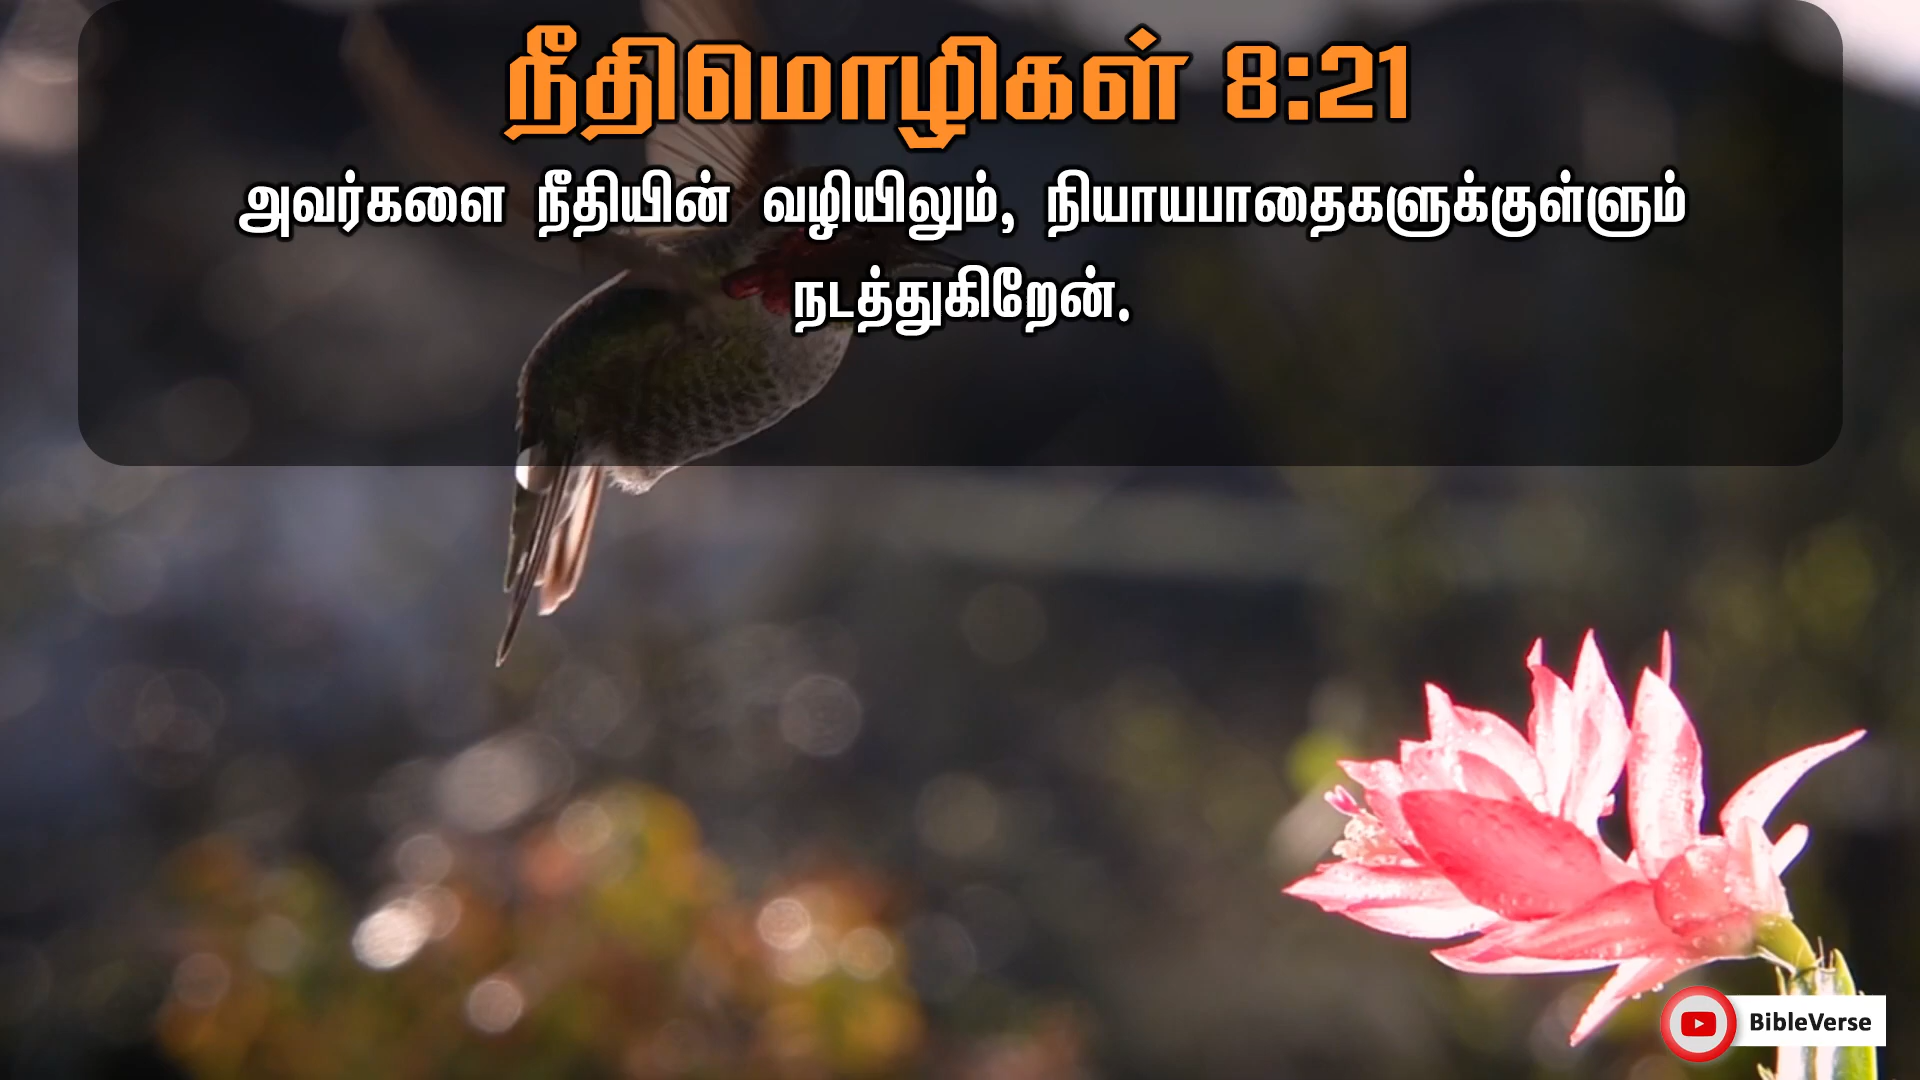 நீதிமொழிகள் 8:21
அவர்களை நீதியின் வழியிலும், நியாயபாதைகளுக்குள்ளும்
நடத்துகிறேன்.
BibleVerse